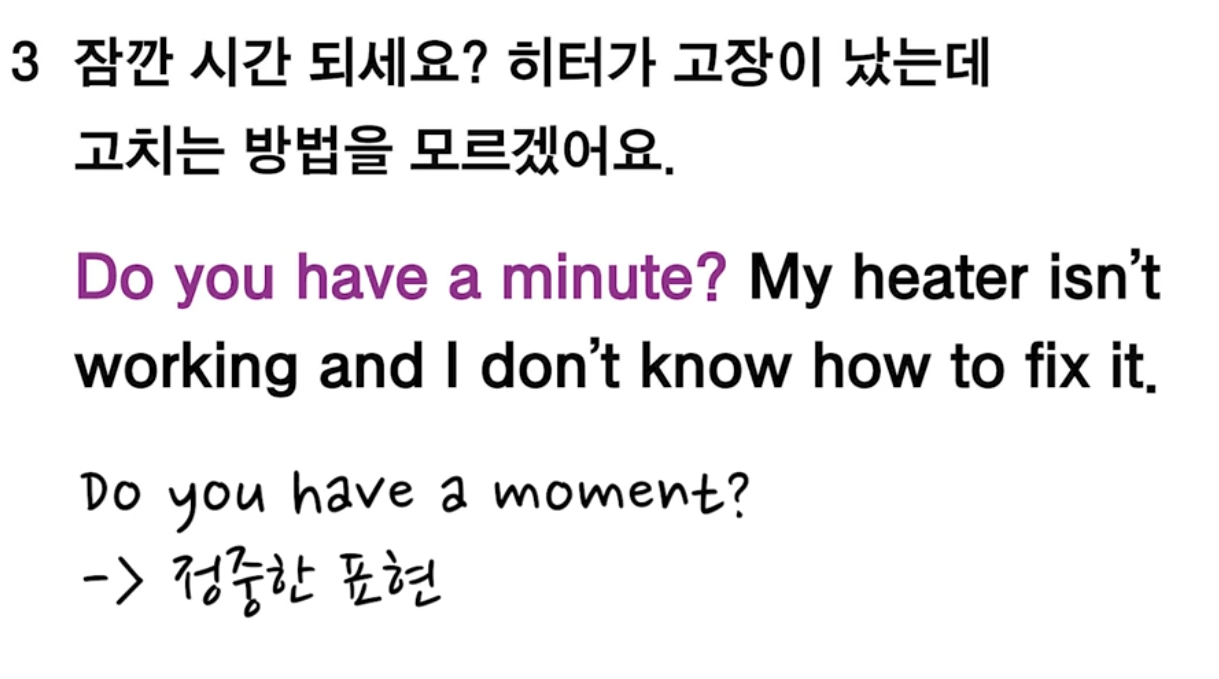 3 잠깐 시간 되세요? 히터가 고장이 났는데
고치는 방법을 모르겠어요.
Do you have a minute? My heater isn’t
working and I don’t know how to fix it.
Do you have a moment?
-> 정중한 표현